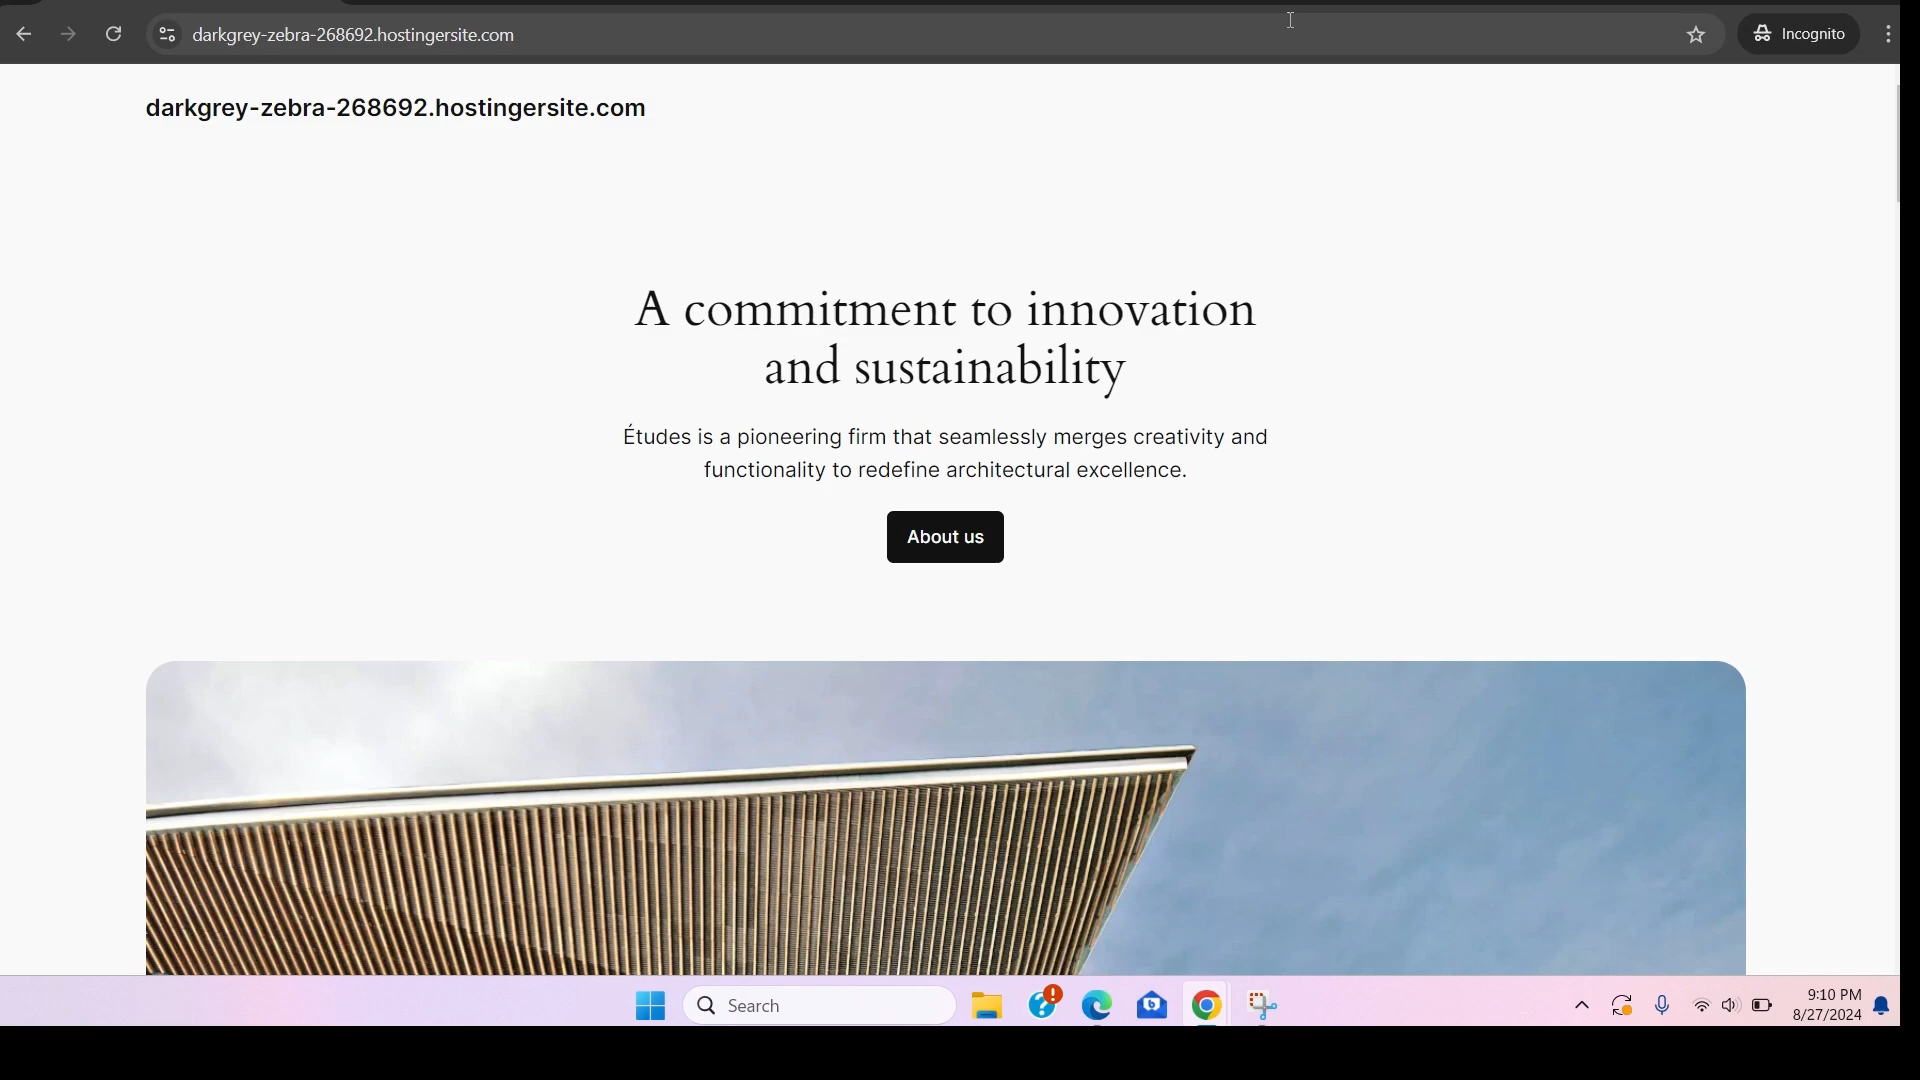 darkgrey-zebra-268692.hostingersite.com
Incognito
darkgrey-zebra-268692.hostingersite.com
A commitment to innovation
and sustainability
Études is a pioneering firm that seamlessly merges creativity and
functionality to redefine architectural excellence.
About us
Search
9:10 PM
8/27/2024